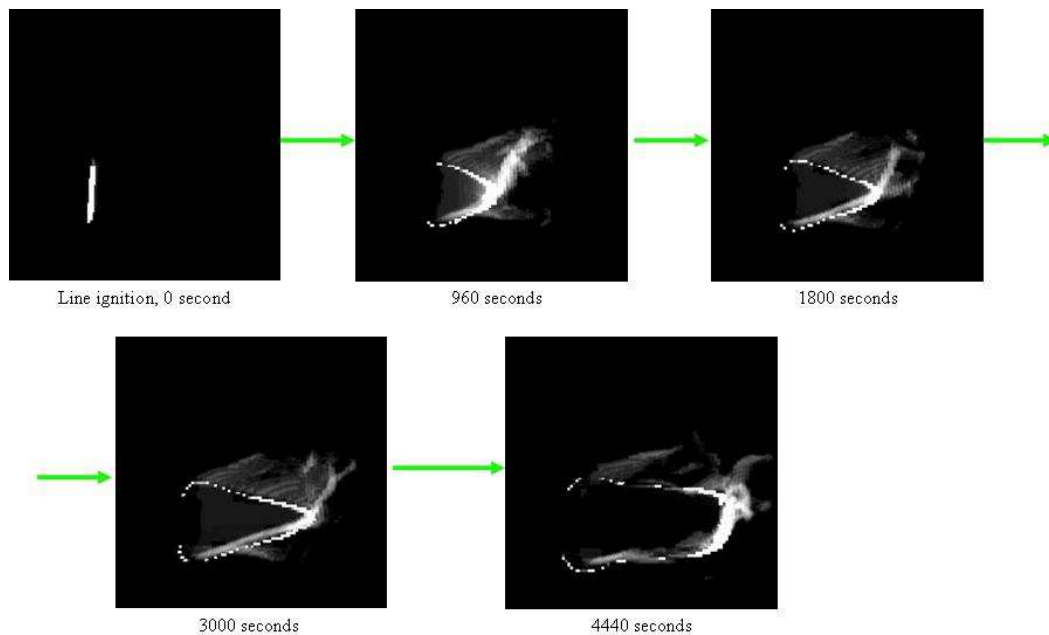 Line ignition, 0 second
960 seconds
1800 seconds
3000 seconds
4440 seconds